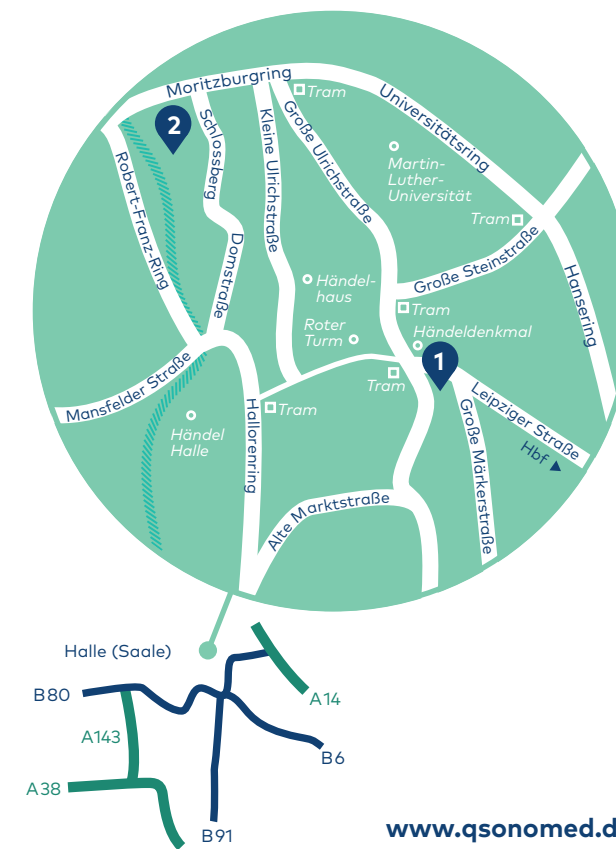 Moritzburgring
Tram
Universitätsring
2
Schlossberg
Kleine Ulrichstraße
Große Ulrichstraße
Martin-
Luther-
Universität
Robert-Franz-Ring
Tram
Domstraße
Große Steinstraße
Hansering
Händel-
haus
Tram
Roter
Turm
Händeldenkmal
1
Mansfelder Straße
Tram
Leipziger Straße
Hbf
Tram
Hallorenring
Große Märkerstraße
Händel
Halle
Alte Marktstraße
Halle (Saale)
B80
A14
A143
B6
A38
B91
www.qsonomed.d